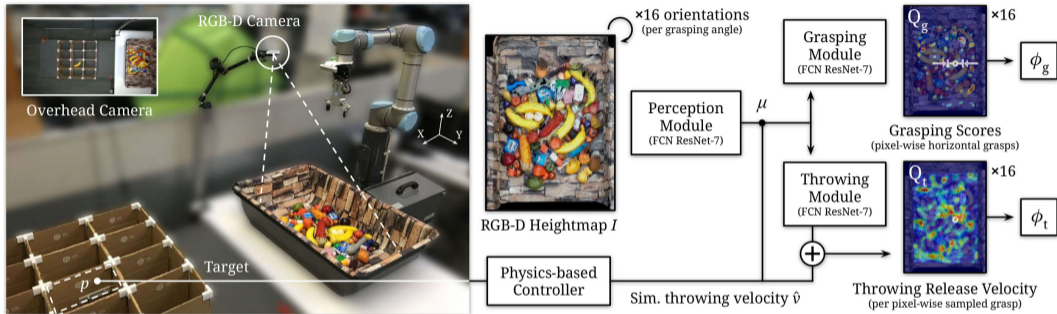 RGB-D Camera
Overhead Camera
Z
X
Y
Target
p
×16 orientations
(per grasping angle)
RGB-D Heightmap I
Perception
Module
(FCN ResNet-7)
μ
Grasping
Module
(FCN ResNet-7)
Throwing
Module
(FCN ResNet-7)
Physics-based
Controller
Sim. throwing velocity v̂
Qg
×16
ϕg
Grasping Scores
(pixel-wise horizontal grasps)
Qt
×16
ϕt
Throwing Release Velocity
(per pixel-wise sampled grasp)